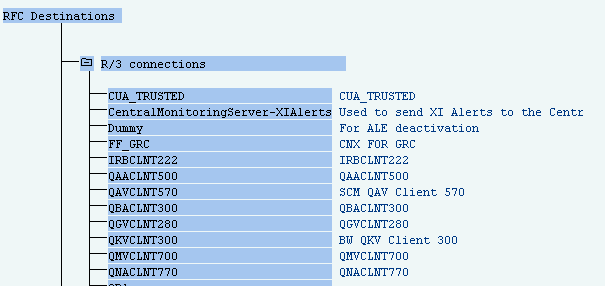 RFC Destinations
R/3 connections
CUA_TRUSTED CUA_TRUSTED
CentralMonitoringServer-XIAlerts Used to send XI Alerts to the Centr
Dummy For ALE deactivation
FF_GRC CNX FOR GRC
IRBCLNT222 IRBCLNT222
QAACLNT500 QAACLNT500
QAVCLNT570 SCM QAV Client 570
QBACLNT300 QBACLNT300
QGVCLNT280 QGVCLNT280
QKVCLNT300 BW QKV Client 300
QMVCLNT700 QMVCLNT700
QNACLNT770 QNACLNT770